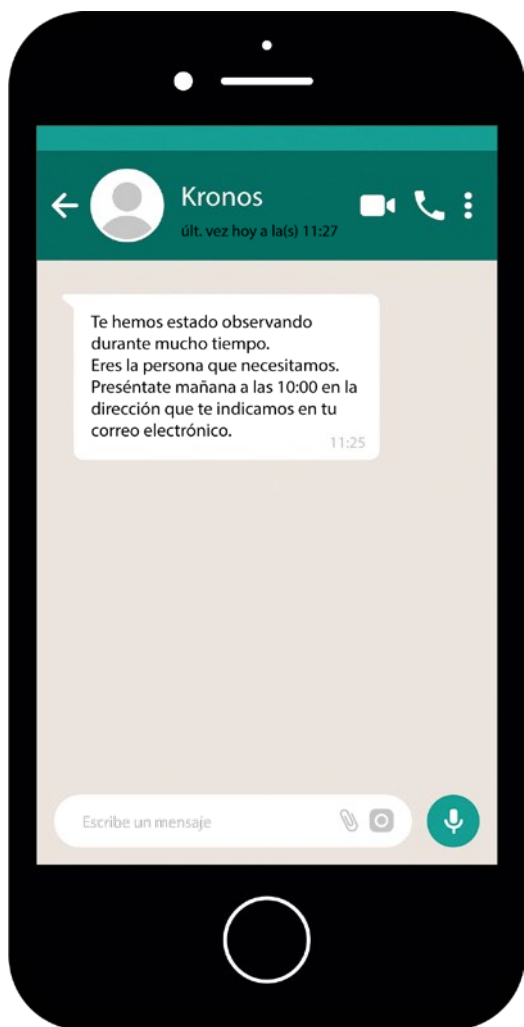 Kronos
últ. vez hoy a la(s) 11:27
Te hemos estado observando
durante mucho tiempo.
Eres la persona que necesitamos.
Preséntate mañana a las 10:00 en la
dirección que te indicamos en tu
correo electrónico.
11:25
Escribe un mensaje